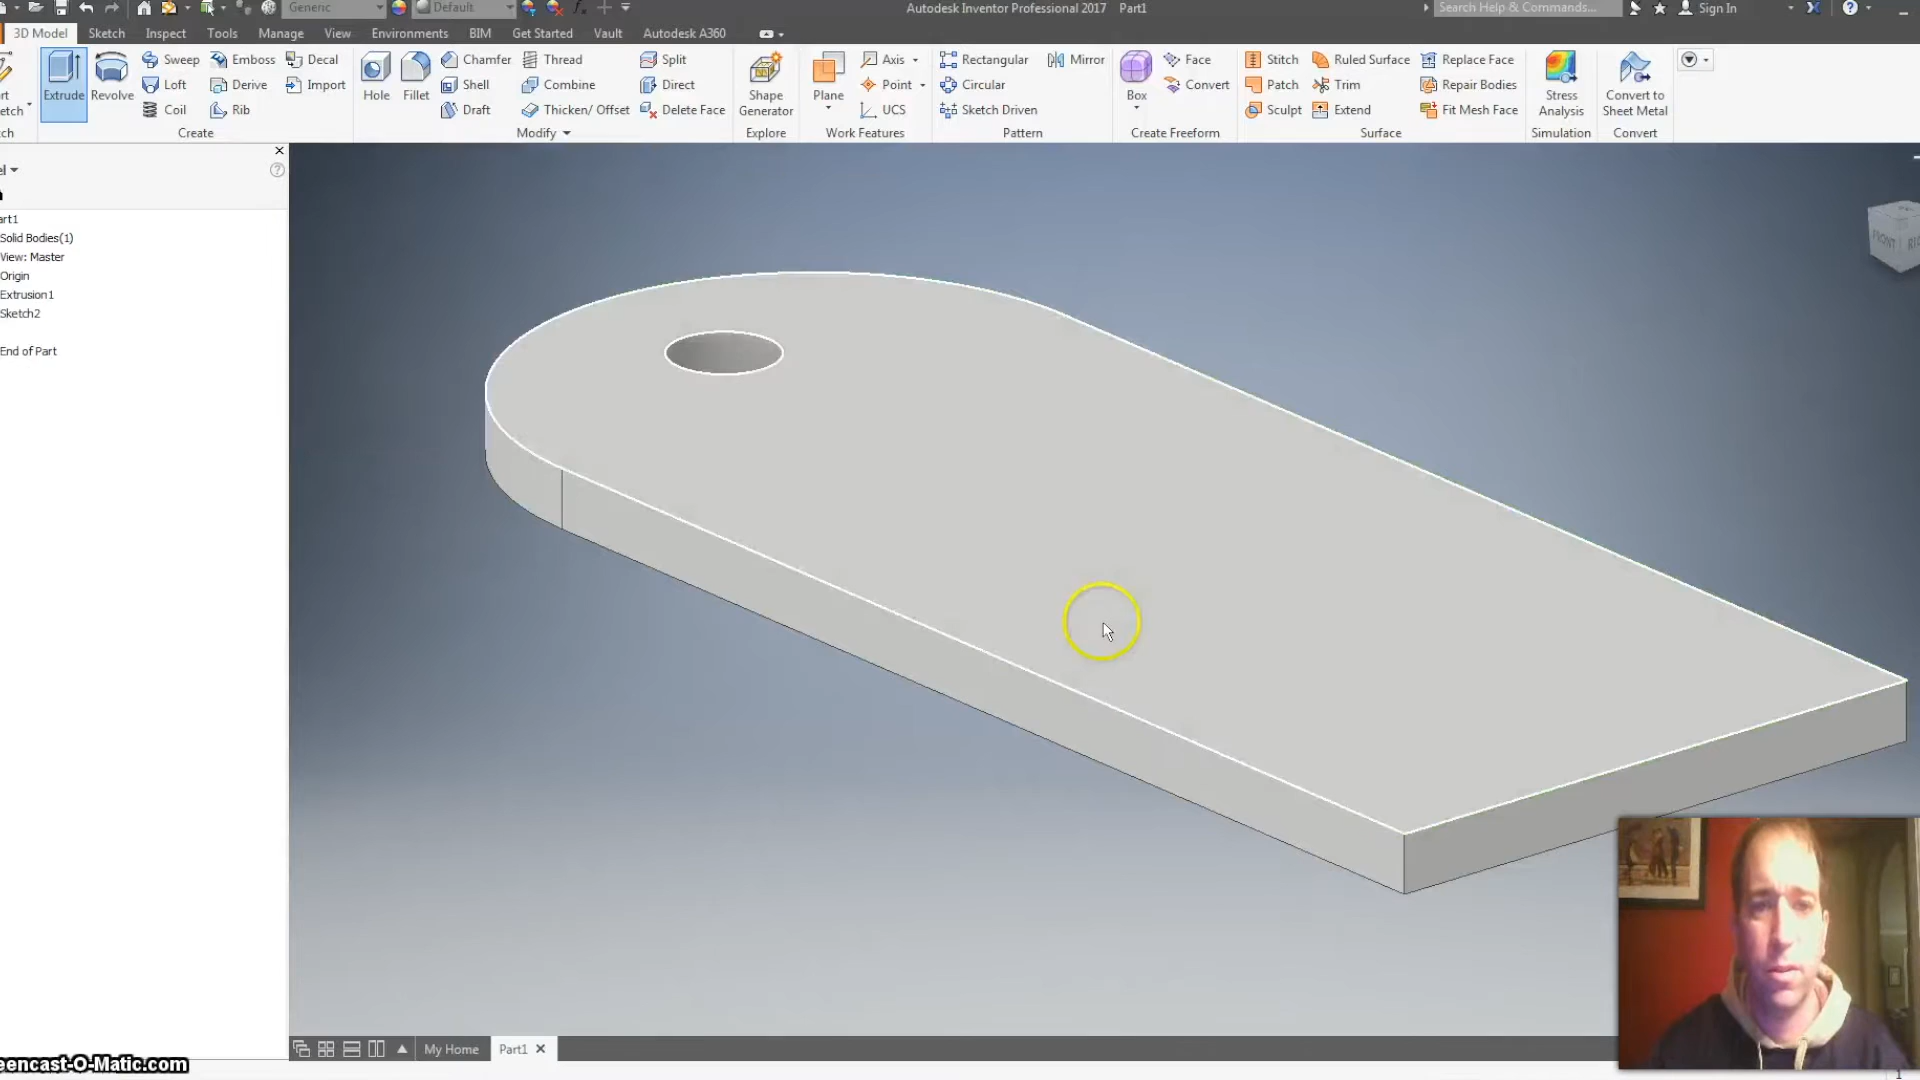 Generic Default Autodesk Inventor Professional 2017 Part1 Search Help & Commands... Sign In
3D Model Sketch Inspect Tools Manage View Environments BIM Get Started Vault Autodesk A360
Extrude Revolve Sweep Emboss Decal Hole Fillet Chamfer Thread Split Shape Generator Plane Axis Rectangular Mirror Box Face Stitch Ruled Surface Replace Face Stress Analysis Convert to Sheet Metal
Loft Derive Import Shell Combine Direct Point Circular Convert Patch Trim Repair Bodies
Coil Rib Draft Thicken/ Offset Delete Face UCS Sketch Driven Sculpt Extend Fit Mesh Face
Create Modify Explore Work Features Pattern Create Freeform Surface Simulation Convert
el
art1
Solid Bodies(1)
View: Master
Origin
Extrusion1
Sketch2
End of Part
FRONT
My Home Part1
eencast-O-Matic.com
1